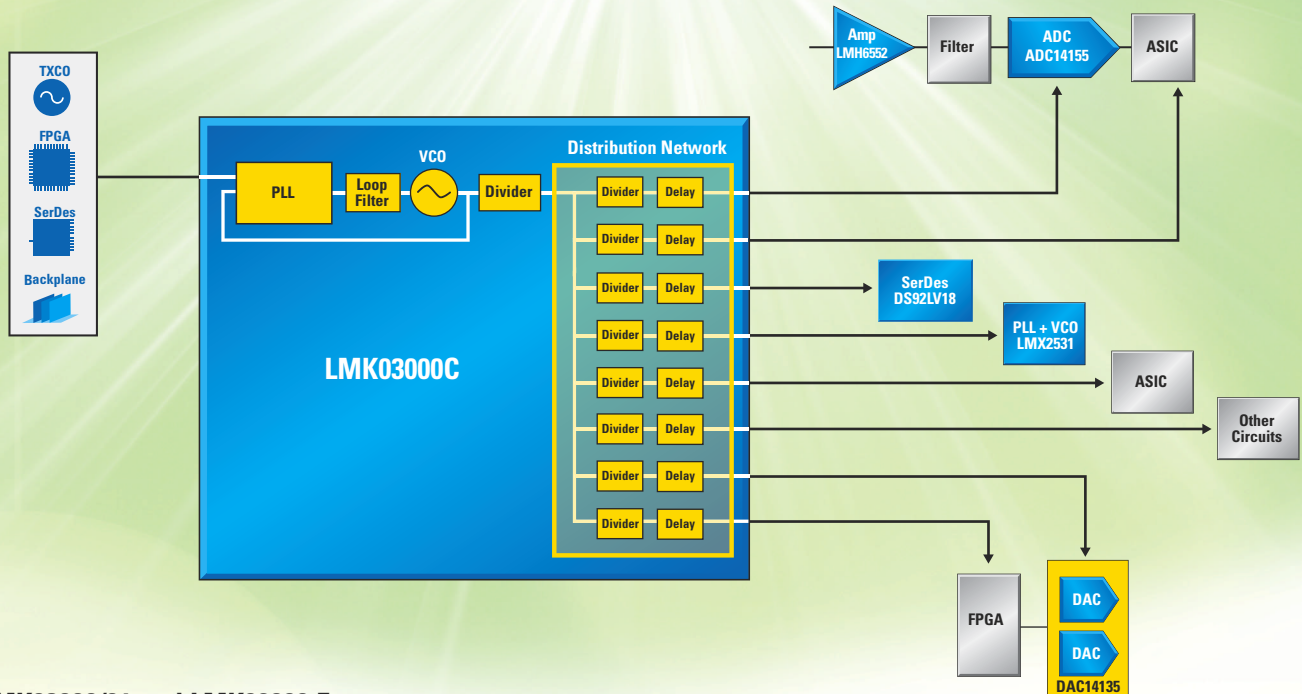 TXCO
FPGA
SerDes
Backplane
Amp
LMH6552
Filter
ADC
ADC14155
ASIC
Distribution Network
VCO
PLL
Loop
Filter
Divider
Divider
Delay
Divider
Delay
Divider
Delay
Divider
Delay
Divider
Delay
Divider
Delay
Divider
Delay
Divider
Delay
LMK03000C
SerDes
DS92LV18
PLL + VCO
LMX2531
ASIC
Other
Circuits
FPGA
DAC
DAC
DAC14135